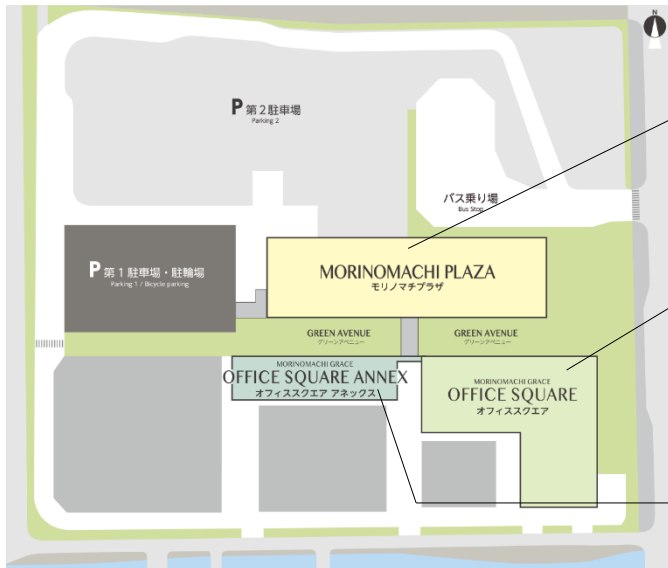 N
P 第2駐車場
Parking 2
バス乗り場
Bus Stop
P 第1駐車場・駐輪場
Parking 1 / Bicycle parking
MORINOMACHI PLAZA
モリノマチプラザ
GREEN AVENUE
グリーンアベニュー
GREEN AVENUE
グリーンアベニュー
MORINOMACHI GRACE
OFFICE SQUARE ANNEX
オフィススクエア アネックス
MORINOMACHI GRACE
OFFICE SQUARE
オフィススクエア